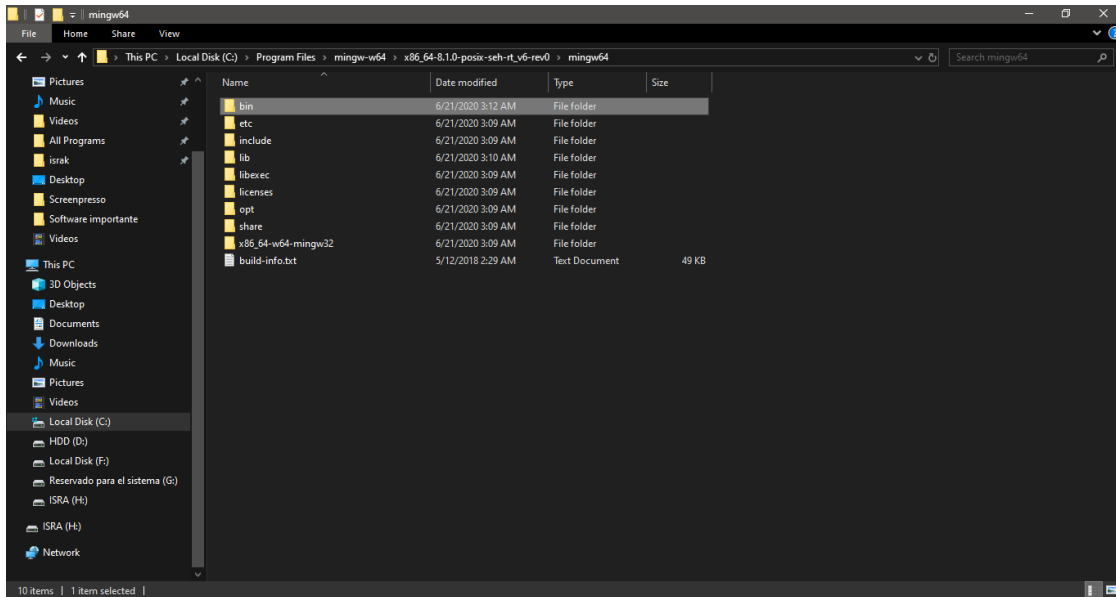 mingw64
File Home Share View
This PC > Local Disk (C:) > Program Files > mingw-w64 > x86_64-8.1.0-posix-seh-rt_v6-rev0 > mingw64
Search mingw64
Pictures
Music
Videos
All Programs
israk
Desktop
Screenpresso
Software importante
Videos
This PC
3D Objects
Desktop
Documents
Downloads
Music
Pictures
Videos
Local Disk (C:)
HDD (D:)
Local Disk (F:)
Reservado para el sistema (G:)
ISRA (H:)
ISRA (H:)
Network
Name Date modified Type Size
bin 6/21/2020 3:12 AM File folder
etc 6/21/2020 3:09 AM File folder
include 6/21/2020 3:09 AM File folder
lib 6/21/2020 3:10 AM File folder
libexec 6/21/2020 3:09 AM File folder
licenses 6/21/2020 3:09 AM File folder
opt 6/21/2020 3:09 AM File folder
share 6/21/2020 3:09 AM File folder
x86_64-w64-mingw32 6/21/2020 3:09 AM File folder
build-info.txt 5/12/2018 2:29 AM Text Document 49 KB
10 items | 1 item selected |